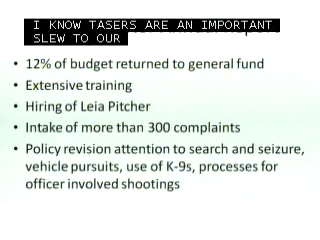 I KNOW TASERS ARE AN IMPORTANT
SLEW TO OUR
• 12% of budget returned to general fund
• Extensive training
• Hiring of Leia Pitcher
• Intake of more than 300 complaints
• Policy revision attention to search and seizure,
vehicle pursuits, use of K-9s, processes for
officer involved shootings